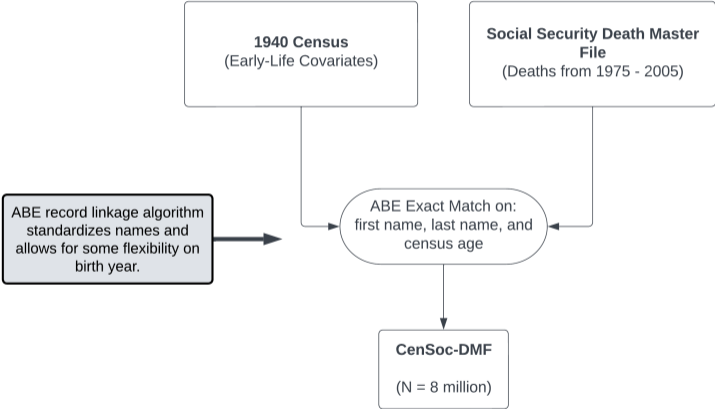 1940 Census
(Early-Life Covariates)
Social Security Death Master
File
(Deaths from 1975 - 2005)
ABE record linkage algorithm
standardizes names and
allows for some flexibility on
birth year.
ABE Exact Match on:
first name, last name, and
census age
CenSoc-DMF
(N = 8 million)